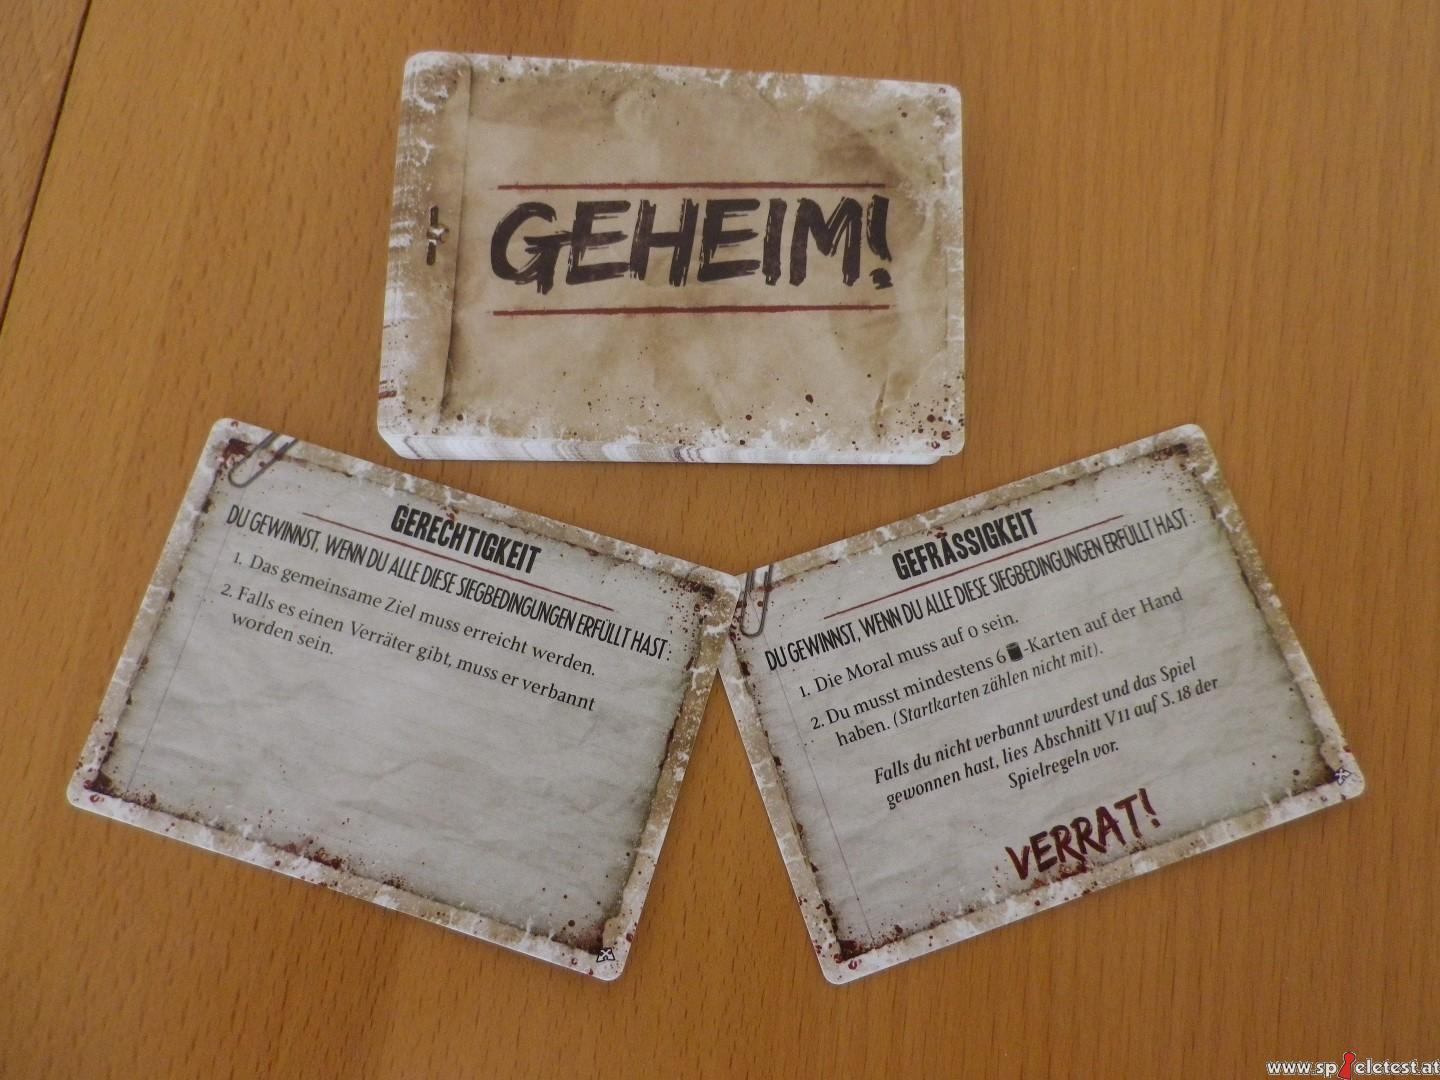 GEHEIM!
GERECHTIGKEIT
DU GEWINNST, WENN DU ALLE DIESE SIEGBEDINGUNGEN ERFÜLLT HAST:
1. Das gemeinsame Ziel muss erreicht werden.
2. Falls es einen Verräter gibt, muss er verbannt
worden sein.
GEFRÄSSIGKEIT
DU GEWINNST, WENN DU ALLE DIESE SIEGBEDINGUNGEN ERFÜLLT HAST:
1. Die Moral muss auf 0 sein.
2. Du musst mindestens 6 -Karten auf der Hand
haben. (Startkarten zählen nicht mit).
Falls du nicht verbannt wurdest und das Spiel
gewonnen hast, lies Abschnitt V11 auf S. 18 der
Spielregeln vor.
VERRAT!
www.spieletest.at